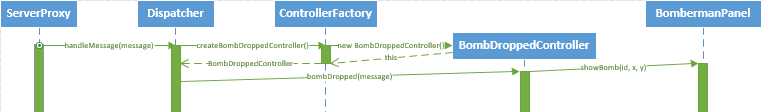 ServerProxy
Dispatcher
ControllerFactory
BombermanPanel
handleMessage(message)
createBombDroppedController()
new BombDroppedController()
BombDroppedController
this
BombDroppedController
bombDropped(message)
showBomb(id, x, y)